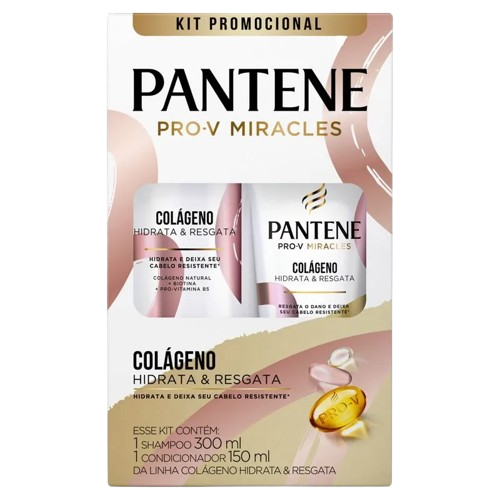 KIT PROMOCIONAL
PANTENE
PRO-V MIRACLES
COLÁGENO
HIDRATA & RESGATA
HIDRATA E DEIXA SEU
CABELO RESISTENTE*
COLÁGENO NATURAL
+ BIOTINA
+ PRO-VITAMINA B5
PANTENE
PRO-V MIRACLES
COLÁGENO
HIDRATA & RESGATA
RESGATA O DANO E DEIXA
SEU CABELO RESISTENTE*
COLÁGENO
HIDRATA & RESGATA
HIDRATA E DEIXA SEU CABELO RESISTENTE*
PRO-V
ESSE KIT CONTÉM:
1 SHAMPOO 300 ml
1 CONDICIONADOR 150 ml
DA LINHA COLÁGENO HIDRATA & RESGATA